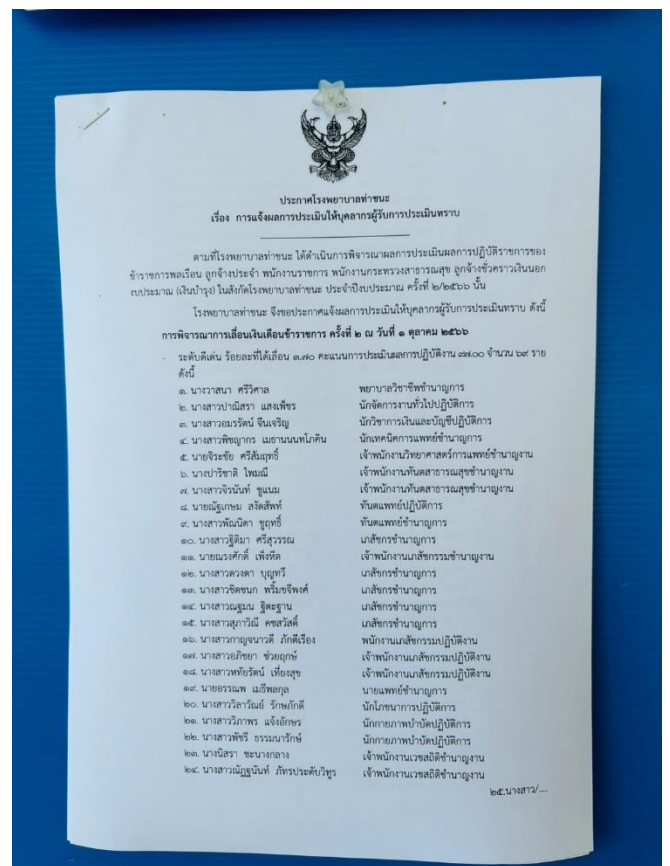 ประกาศโรงพยาบาลท่าชนะ
เรื่อง การแจ้งผลการประเมินให้บุคลากรผู้รับการประเมินทราบ
ตามที่โรงพยาบาลท่าชนะ ได้ดำเนินการพิจารณาผลการประเมินผลการปฏิบัติราชการของ
ข้าราชการพลเรือน ลูกจ้างประจำ พนักงานราชการ พนักงานกระทรวงสาธารณสุข ลูกจ้างชั่วคราวเงินนอก
งบประมาณ (เงินบำรุง) ในสังกัดโรงพยาบาลท่าชนะ ประจำปีงบประมาณ ครั้งที่ ๒/๒๕๖๖ นั้น
โรงพยาบาลท่าชนะ จึงขอประกาศแจ้งผลการประเมินให้บุคลากรผู้รับการประเมินทราบ ดังนี้
การพิจารณาการเลื่อนเงินเดือนข้าราชการ ครั้งที่ ๒ ณ วันที่ ๑ ตุลาคม ๒๕๖๖
- ระดับดีเด่น ร้อยละที่ได้เลื่อน ๓.๗๐ คะแนนการประเมินผลการปฏิบัติงาน ๙๗.๐๐ จำนวน ๖๙ ราย
ดังนี้
๑. นางวาสนา ศรีวิศาล พยาบาลวิชาชีพชำนาญการ
๒. นางสาวปาณิสรา แสงเพ็ชร นักจัดการงานทั่วไปปฏิบัติการ
๓. นางสาวอมรรัตน์ จีนเจริญ นักวิชาการเงินและบัญชีปฏิบัติการ
๔. นางสาวพิชญากร เมธานนนทโภคิน นักเทคนิคการแพทย์ชำนาญการ
๕. นายจิระชัย ศรีสัมฤทธิ์ เจ้าพนักงานวิทยาศาสตร์การแพทย์ชำนาญงาน
๖. นางปาริชาติ ไพมณี เจ้าพนักงานทันตสาธารณสุขชำนาญงาน
๗. นางสาวจิรนันท์ ชูแนม เจ้าพนักงานทันตสาธารณสุขชำนาญงาน
๘. นายณัฐเกษม สงัดสัพท์ ทันตแพทย์ปฏิบัติการ
๙. นางสาวพัณนิดา ชูฤทธิ์ ทันตแพทย์ชำนาญการ
๑๐. นางสาวฐิติมา ศรีสุวรรณ เภสัชกรชำนาญการ
๑๑. นายณรงศักดิ์ เพ็งหีต เจ้าพนักงานเภสัชกรรมชำนาญงาน
๑๒. นางสาวดวงตา บุญทวี เภสัชกรชำนาญการ
๑๓. นางสาวชิดชนก พริ้มขจีพงศ์ เภสัชกรชำนาญการ
๑๔. นางสาวณฐมน ฐิตะฐาน เภสัชกรชำนาญการ
๑๕. นางสาวสุภาวิณี คชสวัสดิ์ เภสัชกรชำนาญการ
๑๖. นางสาวกาญจนาวดี ภักดีเรือง พนักงานเภสัชกรรมปฏิบัติงาน
๑๗. นางสาวอภิชยา ช่วยฤกษ์ เจ้าพนักงานเภสัชกรรมปฏิบัติงาน
๑๘. นางสาวหทัยรัตน์ เที่ยงสุข เจ้าพนักงานเภสัชกรรมปฏิบัติงาน
๑๙. นายอรรณพ เมธีพลกุล นายแพทย์ชำนาญการ
๒๐. นางสาววิลาวัณย์ รักษภักดี นักโภชนาการปฏิบัติการ
๒๑. นางสาววิภาพร แจ้งอักษร นักกายภาพบำบัดปฏิบัติการ
๒๒. นางสาวพัชรี ธรรมนารักษ์ นักกายภาพบำบัดปฏิบัติการ
๒๓. นางนิสรา ชะนางกลาง เจ้าพนักงานเวชสถิติชำนาญงาน
๒๔. นางสาวณัฏฐนันท์ ภัทรประดับวิทูร เจ้าพนักงานเวชสถิติชำนาญงาน
๒๕.นางสาว/....